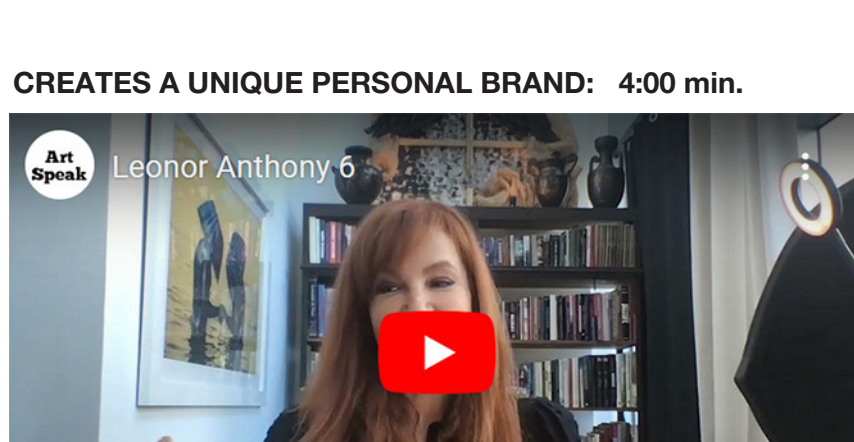 CREATES A UNIQUE PERSONAL BRAND: 4:00 min.
Art
Speak
Leonor Anthony 6